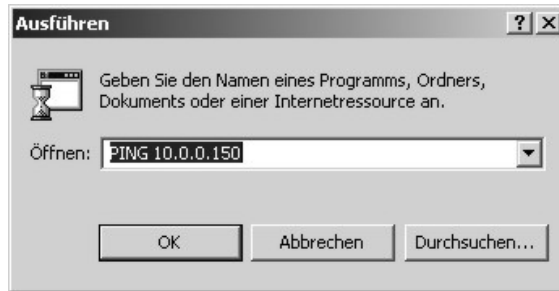 Ausführen
Geben Sie den Namen eines Programms, Ordners,
Dokuments oder einer Internetressource an.
Öffnen: PING 10.0.0.150
OK Abbrechen Durchsuchen...